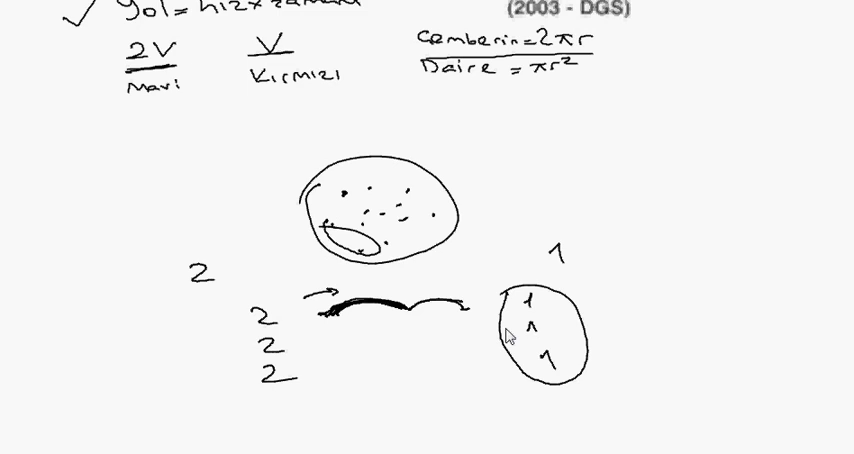 ✓ Yol = hız x zaman
(2003 - DGS)
2V V Çemberin = 2πr
Mavi Kırmızı Daire = πr²
1
2
1
2 1
2 1
2